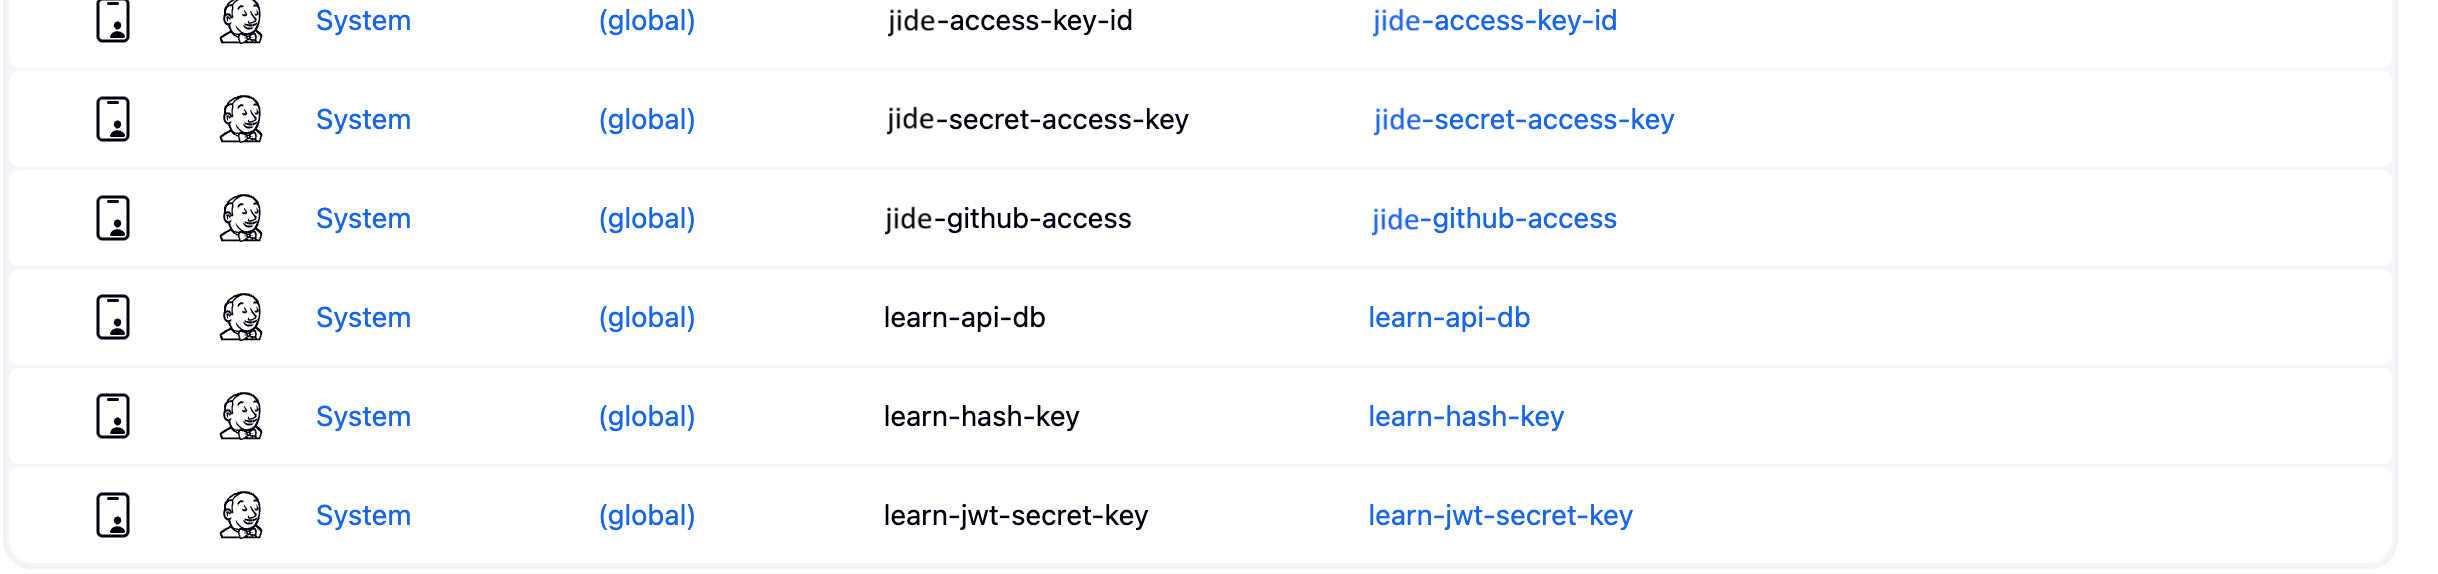 System (global) jide-access-key-id jide-access-key-id
System (global) jide-secret-access-key jide-secret-access-key
System (global) jide-github-access jide-github-access
System (global) learn-api-db learn-api-db
System (global) learn-hash-key learn-hash-key
System (global) learn-jwt-secret-key learn-jwt-secret-key